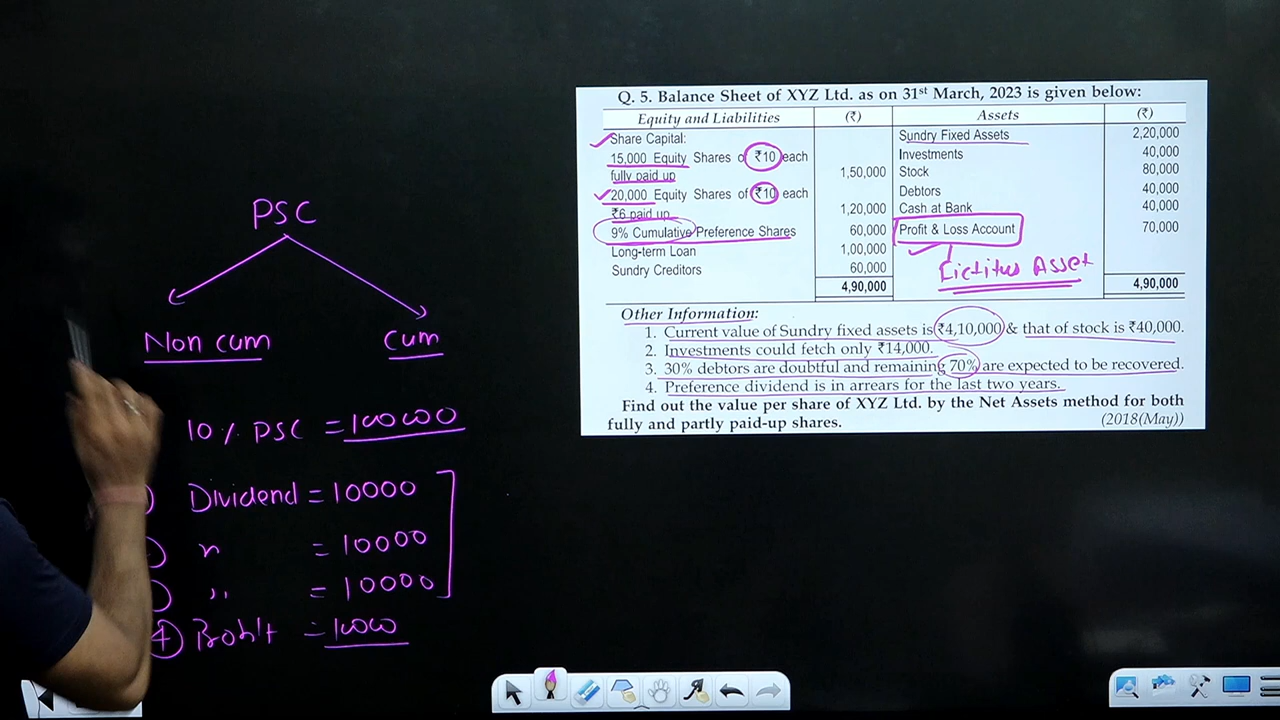 PSC
Non cum
Cum
10% PSC = 100000
) Dividend = 10000
) " = 10000
) " = 10000
④ Profit = 10000
Q. 5. Balance Sheet of XYZ Ltd. as on 31st March, 2023 is given below:
Equity and Liabilities (₹) Assets (₹)
Share Capital: Sundry Fixed Assets 2,20,000
15,000 Equity Shares of ₹10 each Investments 40,000
fully paid up 1,50,000 Stock 80,000
20,000 Equity Shares of ₹10 each Debtors 40,000
₹6 paid up 1,20,000 Cash at Bank 40,000
9% Cumulative Preference Shares 60,000 Profit & Loss Account 70,000
Long-term Loan 1,00,000
Sundry Creditors 60,000
4,90,000 4,90,000
Fictitus Asset
Other Information:
1. Current value of Sundry fixed assets is ₹4,10,000 & that of stock is ₹40,000.
2. Investments could fetch only ₹14,000.
3. 30% debtors are doubtful and remaining 70% are expected to be recovered.
4. Preference dividend is in arrears for the last two years.
Find out the value per share of XYZ Ltd. by the Net Assets method for both
fully and partly paid-up shares. (2018(May))